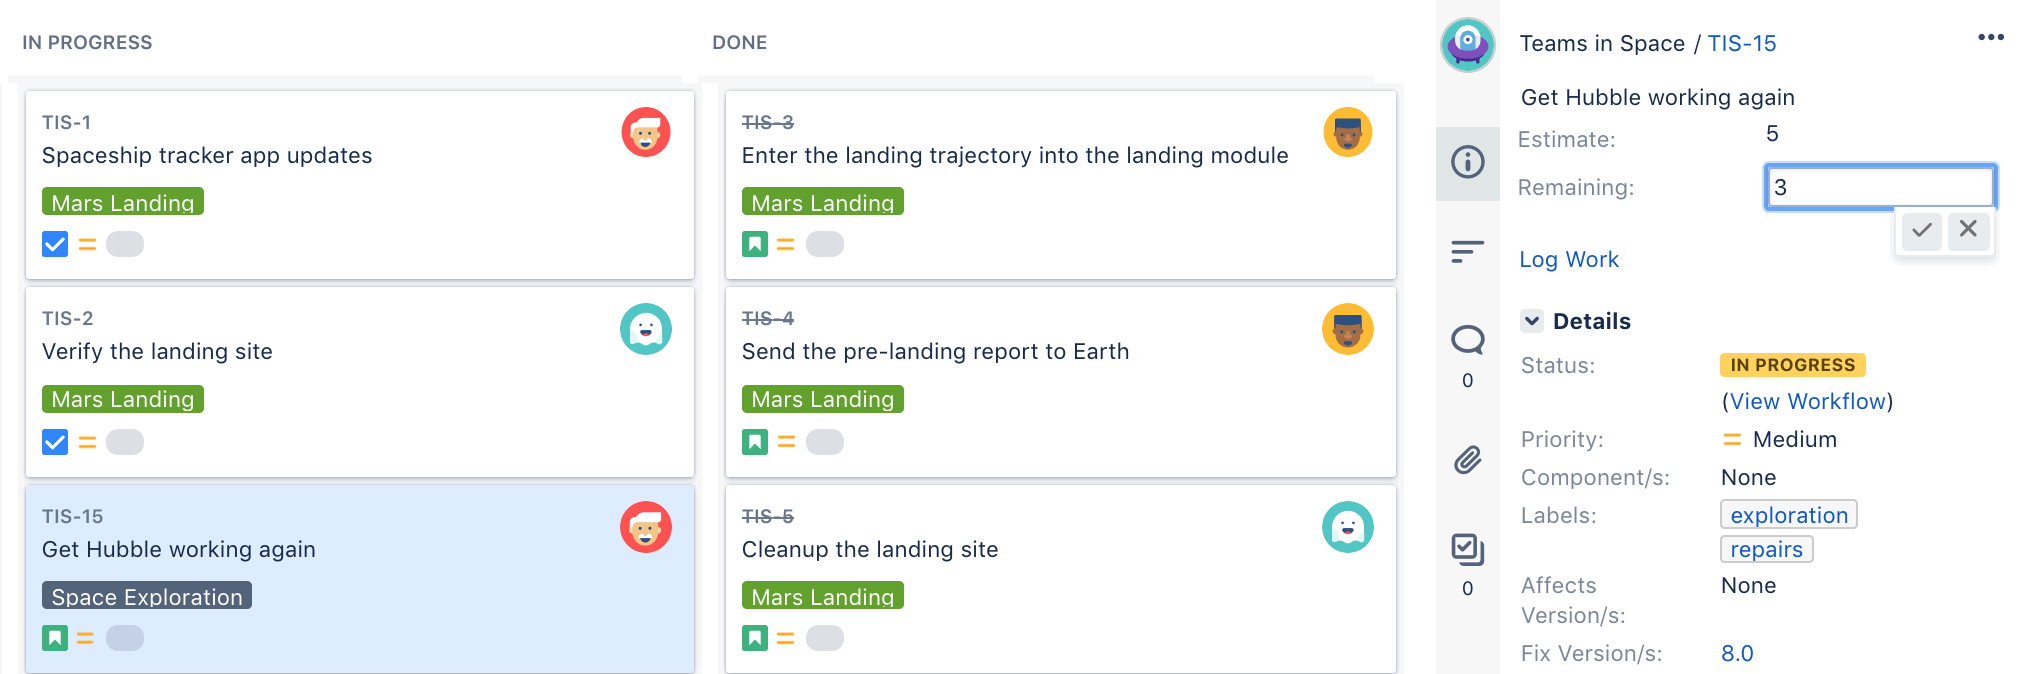 IN PROGRESS
TIS-1
Spaceship tracker app updates
Mars Landing
TIS-2
Verify the landing site
Mars Landing
TIS-15
Get Hubble working again
Space Exploration
DONE
TIS-3
Enter the landing trajectory into the landing module
Mars Landing
TIS-4
Send the pre-landing report to Earth
Mars Landing
TIS-5
Cleanup the landing site
Mars Landing
0
0
Teams in Space / TIS-15
Get Hubble working again
Estimate: 5
Remaining: 3
Log Work
Details
Status: IN PROGRESS
(View Workflow)
Priority: Medium
Component/s: None
Labels: exploration
repairs
Affects None
Version/s:
Fix Version/s: 8.0